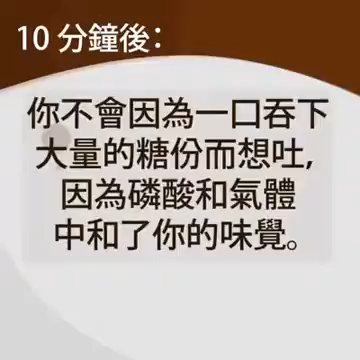 10 分鐘後：
你不會因為一口吞下
大量的糖份而想吐,
因為磷酸和氣體
中和了你的味覺。